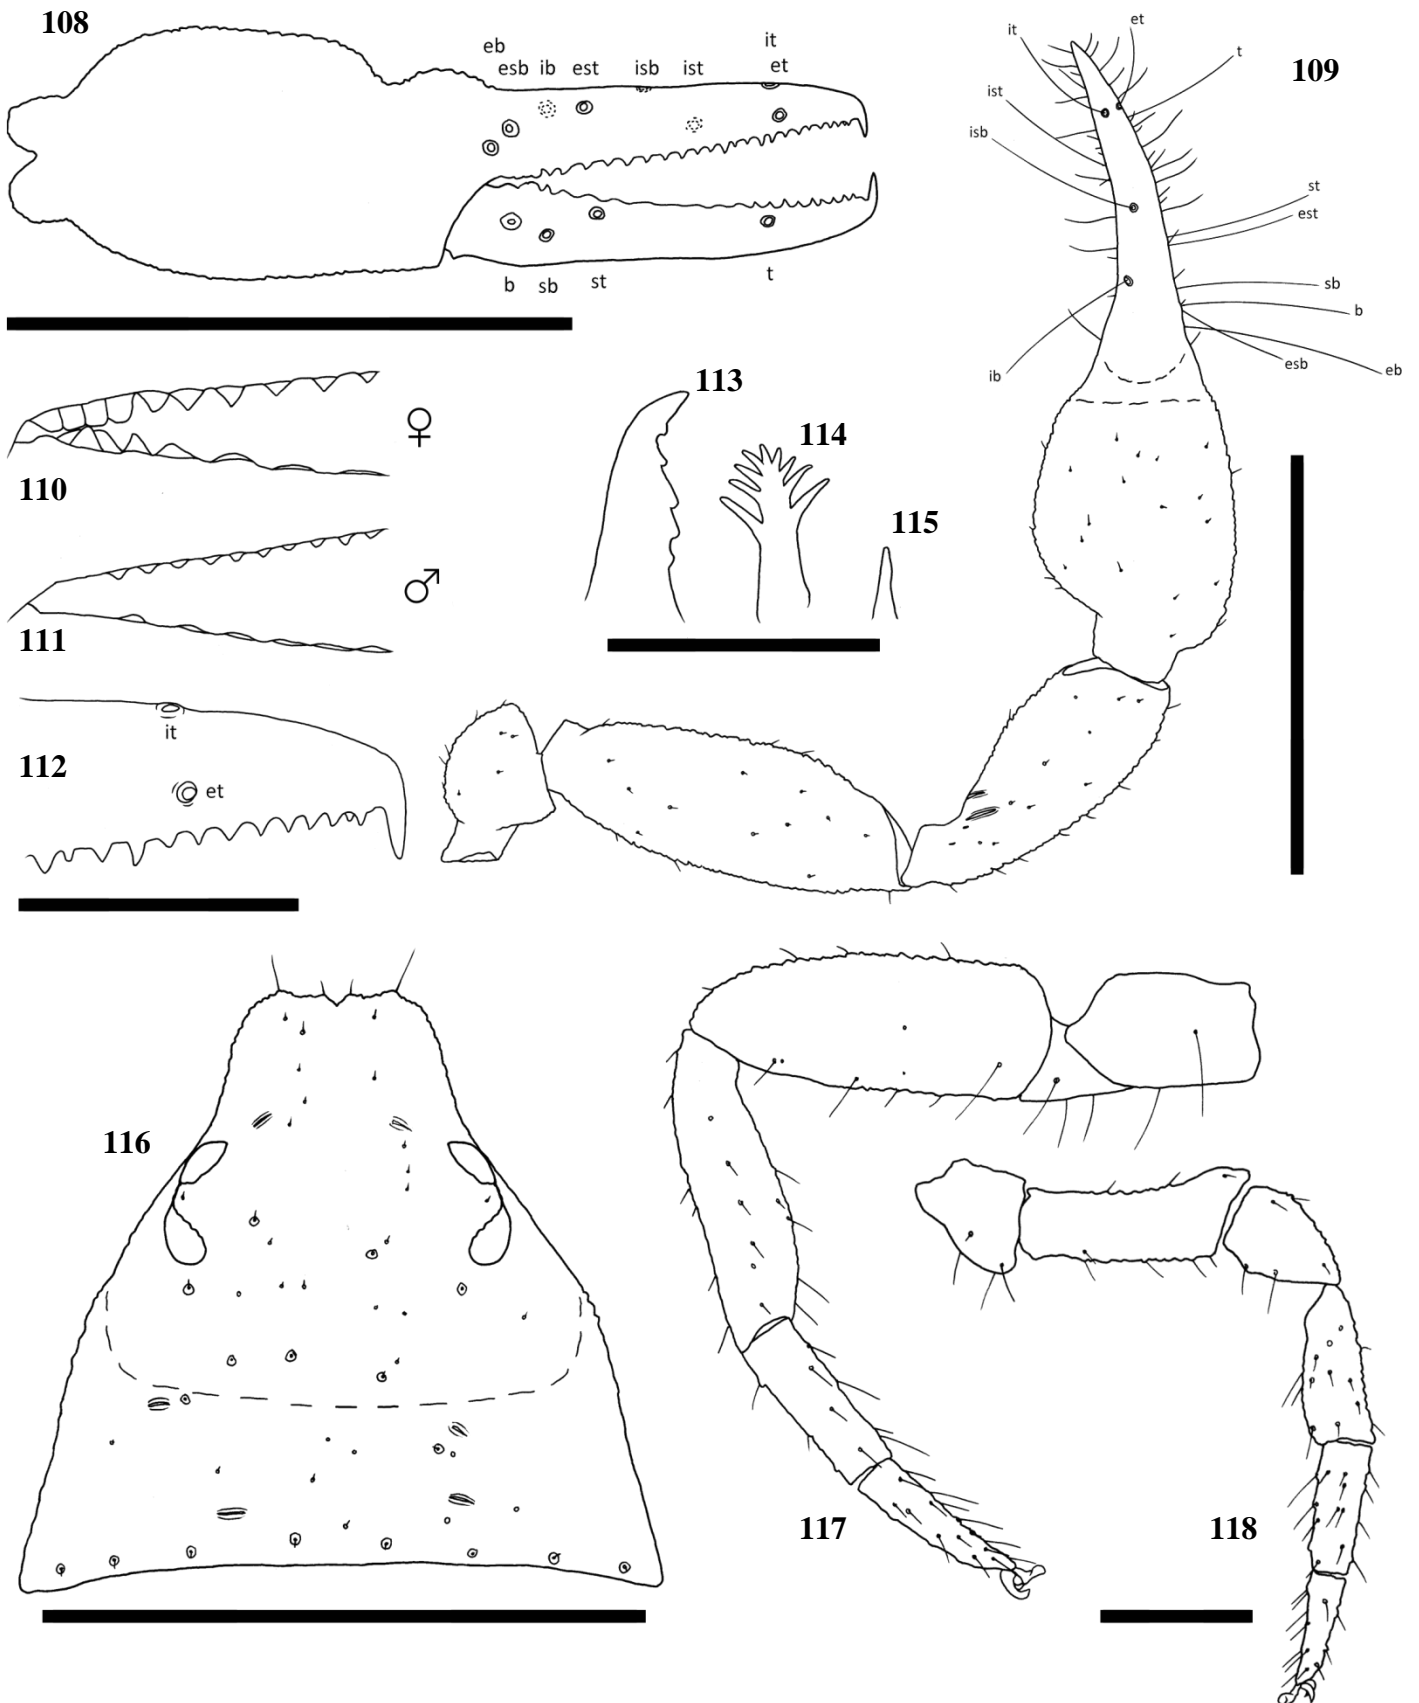 108
eb
esb ib est isb ist
it
et
b sb st t
109
it
et
t
ist
isb
st
est
sb
b
esb
eb
ib
110
♀
111
♂
112
it
et
113
114
115
116
117
118